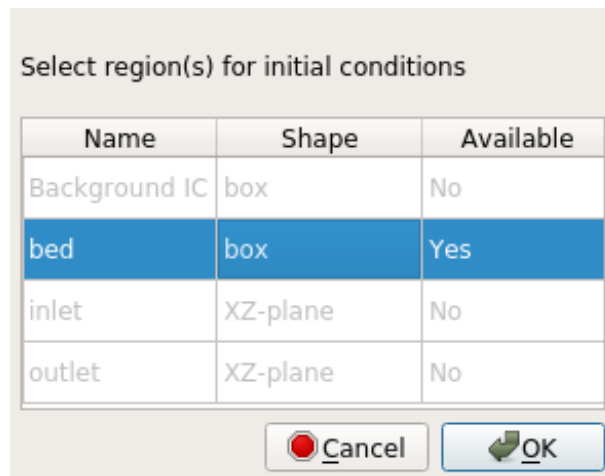 Select region(s) for initial conditions
Name Shape Available
Background IC box No
bed box Yes
inlet XZ-plane No
outlet XZ-plane No
Cancel OK